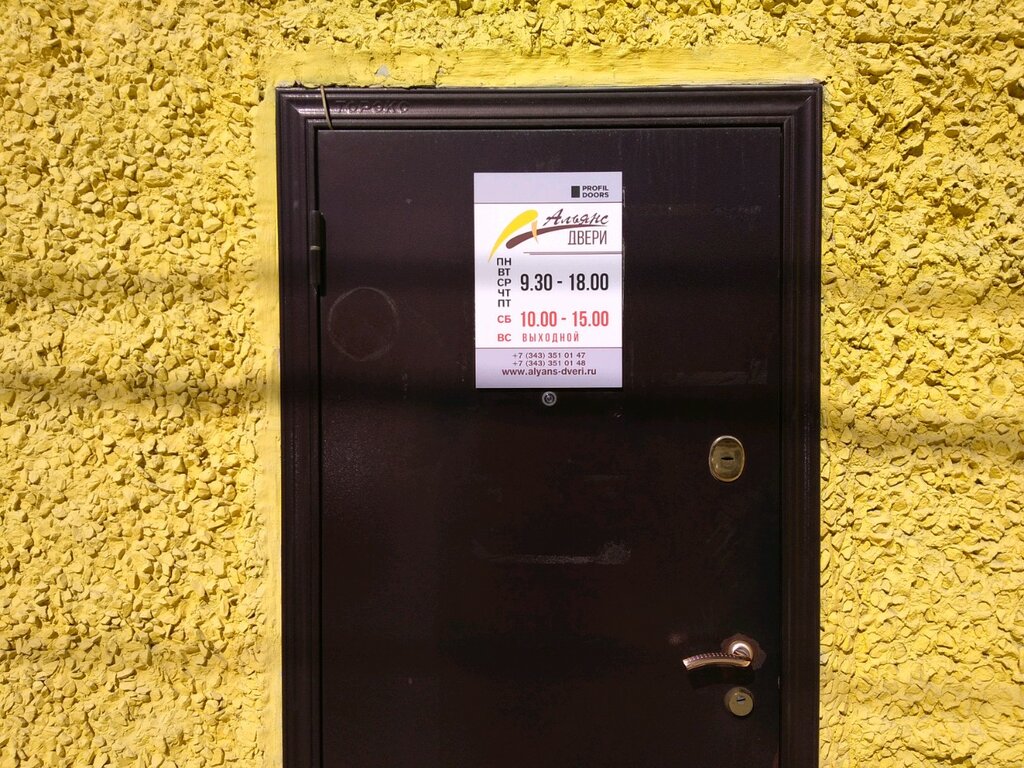 ТОРЭКС
PROFIL
DOORS
Альянс
ДВЕРИ
ПН
ВТ
СР
ЧТ
ПТ
9.30 - 18.00
СБ 10.00 - 15.00
ВС ВЫХОДНОЙ
+7 (343) 351 01 47
+7 (343) 351 01 48
www.alyans-dveri.ru